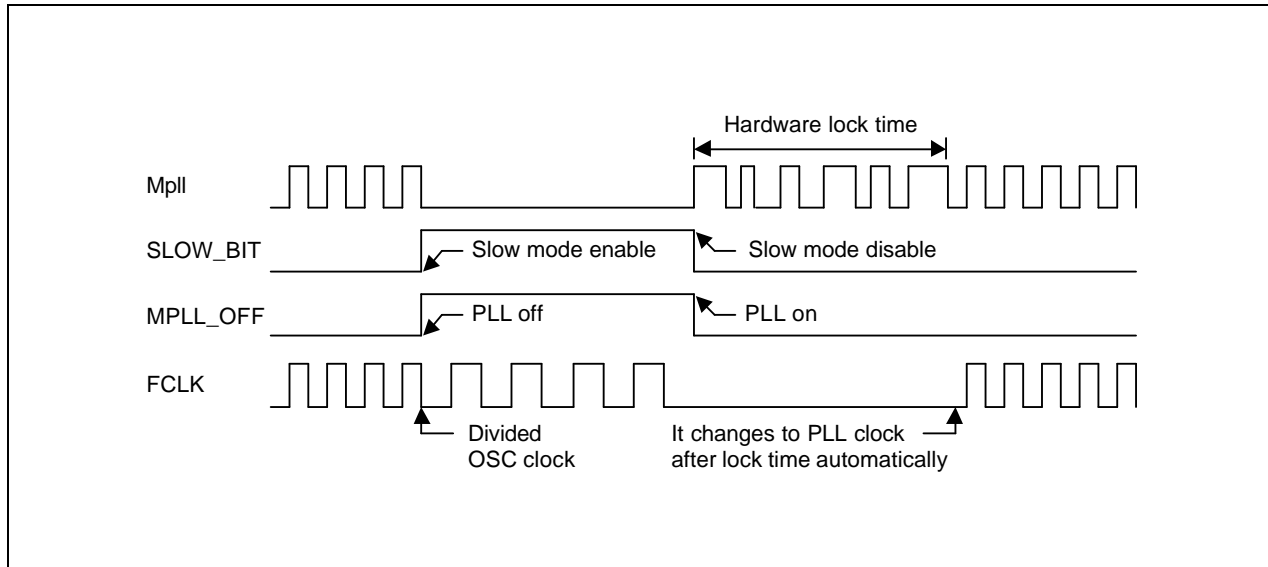 Hardware lock time
Mpll
SLOW_BIT
Slow mode enable
Slow mode disable
MPLL_OFF
PLL off
PLL on
FCLK
Divided
OSC clock
It changes to PLL clock
after lock time automatically